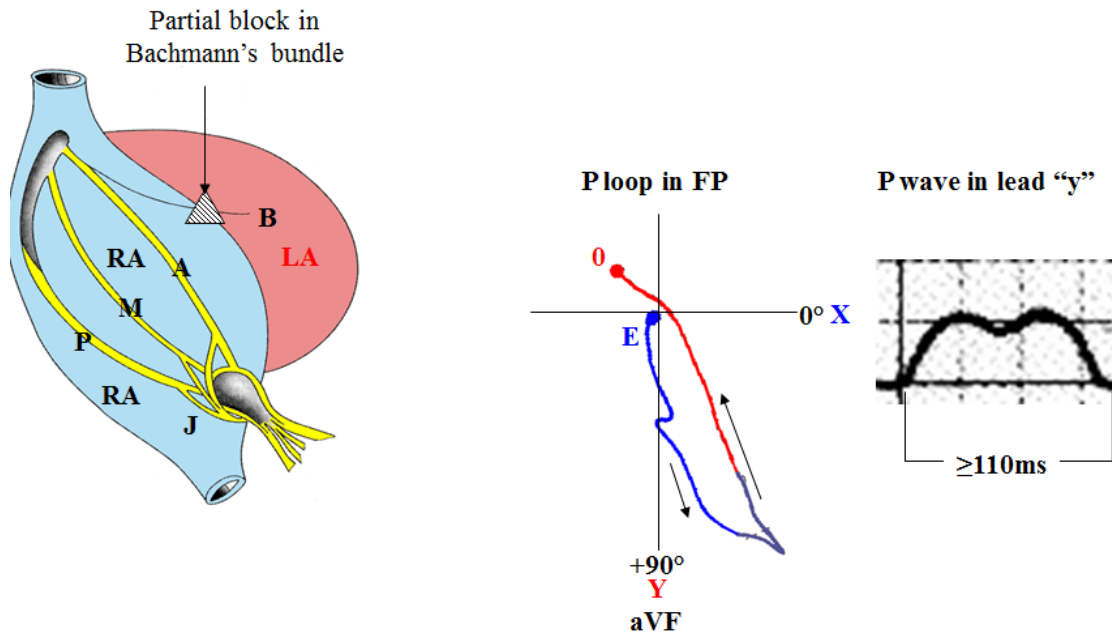 Partial block in
Bachmann's bundle
B
LA
RA
A
M
P
RA
J
P loop in FP
0
0° X
E
+90°
Y
aVF
P wave in lead “y”
≥110ms